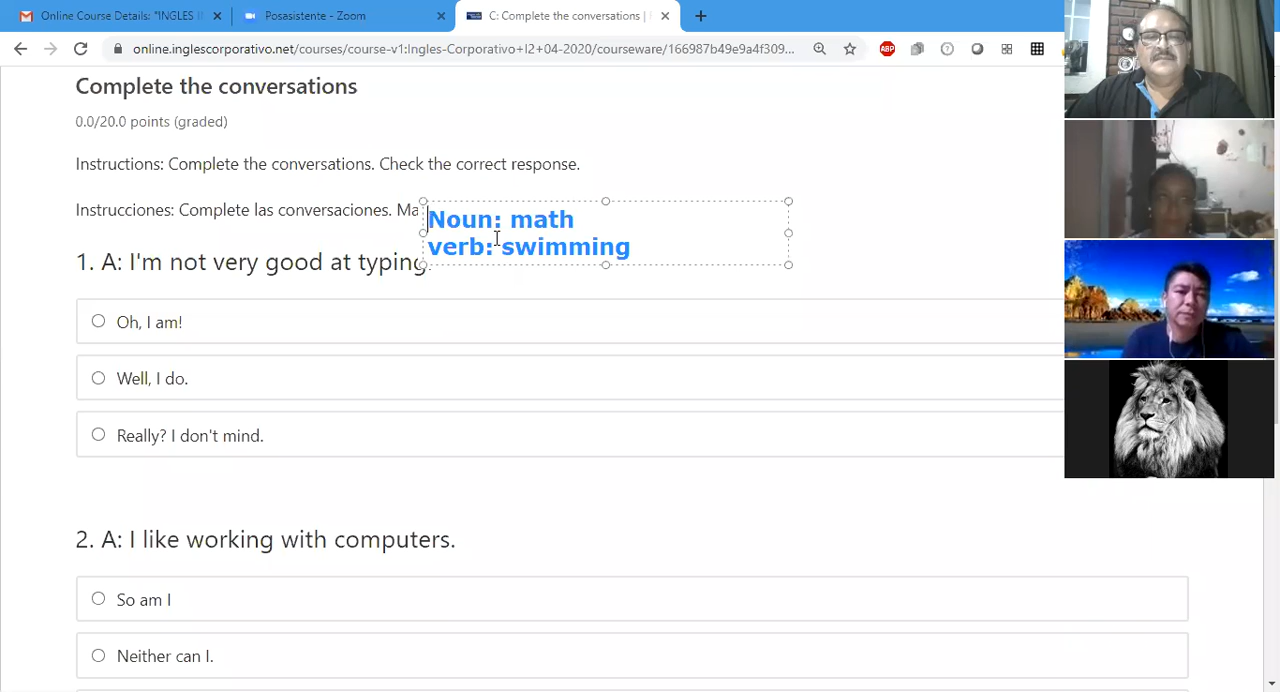 Online Course Details: "INGLES I
Posasistente - Zoom
C: Complete the conversations |
online.inglescorporativo.net/courses/course-v1:Ingles-Corporativo+I2+04-2020/courseware/166987b49e9a4f309...
ABP
Complete the conversations
0.0/20.0 points (graded)
Instructions: Complete the conversations. Check the correct response.
Instrucciones: Complete las conversaciones. Ma
Noun: math
verb: swimming
1. A: I'm not very good at typing.
Oh, I am!
Well, I do.
Really? I don't mind.
2. A: I like working with computers.
So am I
Neither can I.